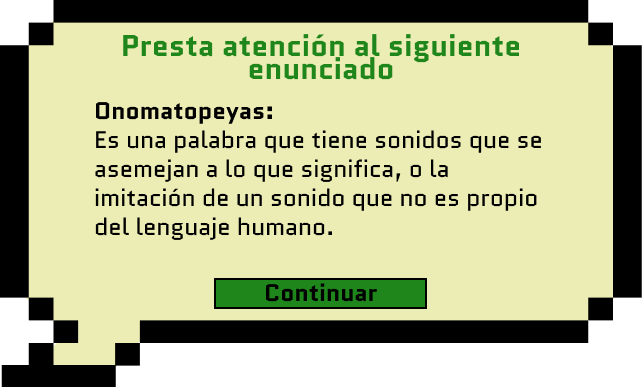 Presta atención al siguiente
enunciado
Onomatopeyas:
Es una palabra que tiene sonidos que se
asemejan a lo que significa, o la
imitación de un sonido que no es propio
del lenguaje humano.
Continuar